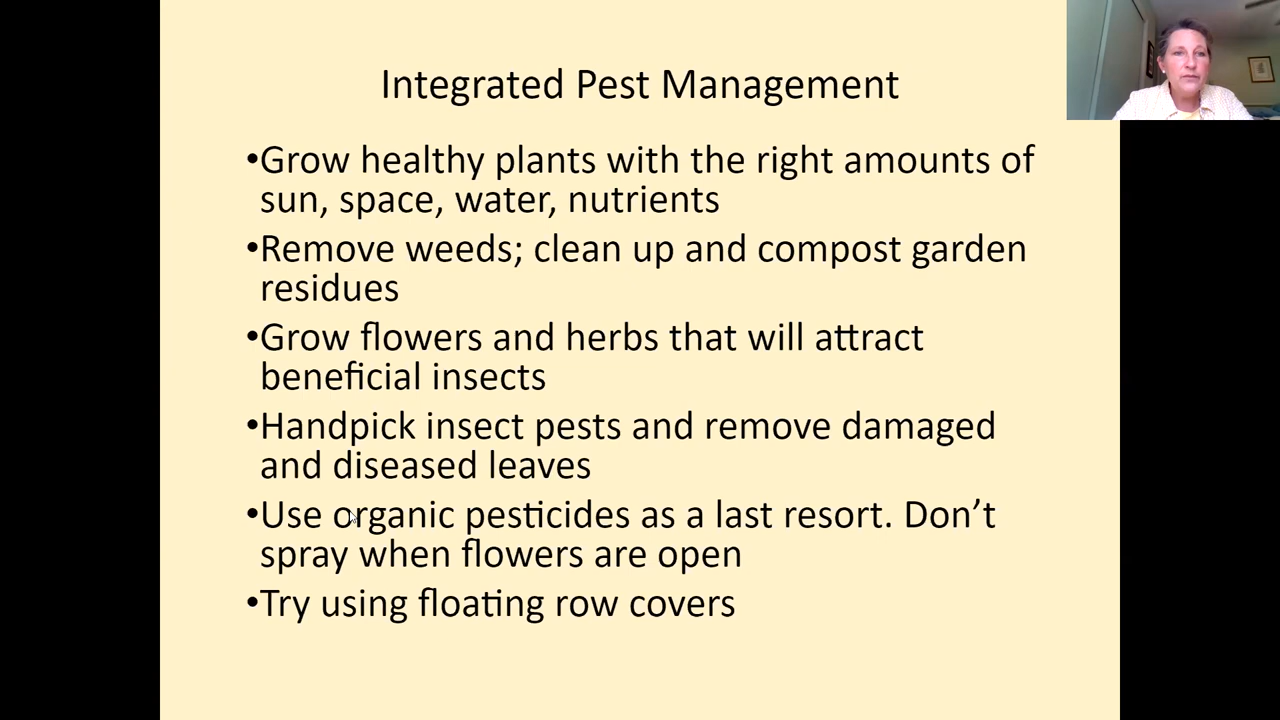 Integrated Pest Management
•Grow healthy plants with the right amounts of
sun, space, water, nutrients
•Remove weeds; clean up and compost garden
residues
•Grow flowers and herbs that will attract
beneficial insects
•Handpick insect pests and remove damaged
and diseased leaves
•Use organic pesticides as a last resort. Don’t
spray when flowers are open
•Try using floating row covers